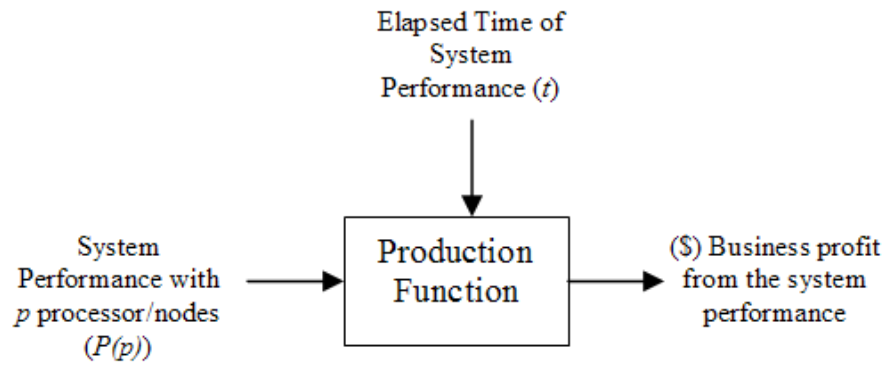 Elapsed Time of
System
Performance (t)
System
Performance with
p processor/nodes
(P(p))
Production
Function
($) Business profit
from the system
performance